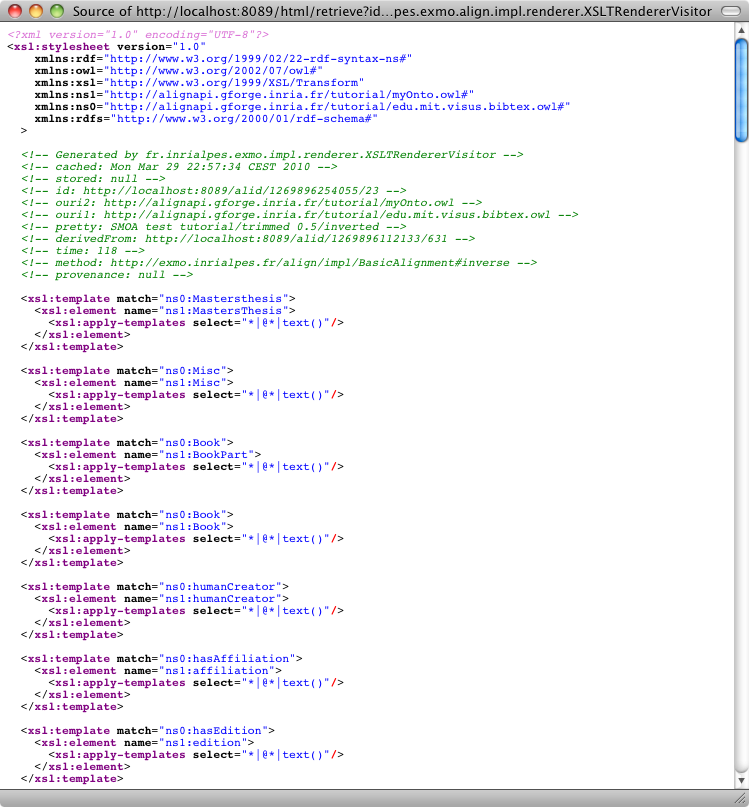 Source of http://localhost:8089/html/retrieve?id...pes.exmo.align.impl.renderer.XSLTRendererVisitor
<?xml version="1.0" encoding="UTF-8"?>
<xsl:stylesheet version="1.0"
xmlns:rdf="http://www.w3.org/1999/02/22-rdf-syntax-ns#"
xmlns:owl="http://www.w3.org/2002/07/owl#"
xmlns:xsl="http://www.w3.org/1999/XSL/Transform"
xmlns:ns1="http://alignapi.gforge.inria.fr/tutorial/myOnto.owl#"
xmlns:ns0="http://alignapi.gforge.inria.fr/tutorial/edu.mit.visus.bibtex.owl#"
xmlns:rdfs="http://www.w3.org/2000/01/rdf-schema#"
>
<!-- Generated by fr.inrialpes.exmo.impl.renderer.XSLTRendererVisitor -->
<!-- cached: Mon Mar 29 22:57:34 CEST 2010 -->
<!-- stored: null -->
<!-- id: http://localhost:8089/alid/1269896254055/23 -->
<!-- ouri2: http://alignapi.gforge.inria.fr/tutorial/myOnto.owl -->
<!-- ouri1: http://alignapi.gforge.inria.fr/tutorial/edu.mit.visus.bibtex.owl -->
<!-- pretty: SMOA test tutorial/trimmed 0.5/inverted -->
<!-- derivedFrom: http://localhost:8089/alid/1269896112133/631 -->
<!-- time: 118 -->
<!-- method: http://exmo.inrialpes.fr/align/impl/BasicAlignment#inverse -->
<!-- provenance: null -->
<xsl:template match="ns0:Mastersthesis">
<xsl:element name="ns1:MastersThesis">
<xsl:apply-templates select="*|@*|text()"/>
</xsl:element>
</xsl:template>
<xsl:template match="ns0:Misc">
<xsl:element name="ns1:Misc">
<xsl:apply-templates select="*|@*|text()"/>
</xsl:element>
</xsl:template>
<xsl:template match="ns0:Book">
<xsl:element name="ns1:BookPart">
<xsl:apply-templates select="*|@*|text()"/>
</xsl:element>
</xsl:template>
<xsl:template match="ns0:Book">
<xsl:element name="ns1:Book">
<xsl:apply-templates select="*|@*|text()"/>
</xsl:element>
</xsl:template>
<xsl:template match="ns0:humanCreator">
<xsl:element name="ns1:humanCreator">
<xsl:apply-templates select="*|@*|text()"/>
</xsl:element>
</xsl:template>
<xsl:template match="ns0:hasAffiliation">
<xsl:element name="ns1:affiliation">
<xsl:apply-templates select="*|@*|text()"/>
</xsl:element>
</xsl:template>
<xsl:template match="ns0:hasEdition">
<xsl:element name="ns1:edition">
<xsl:apply-templates select="*|@*|text()"/>
</xsl:element>
</xsl:template>